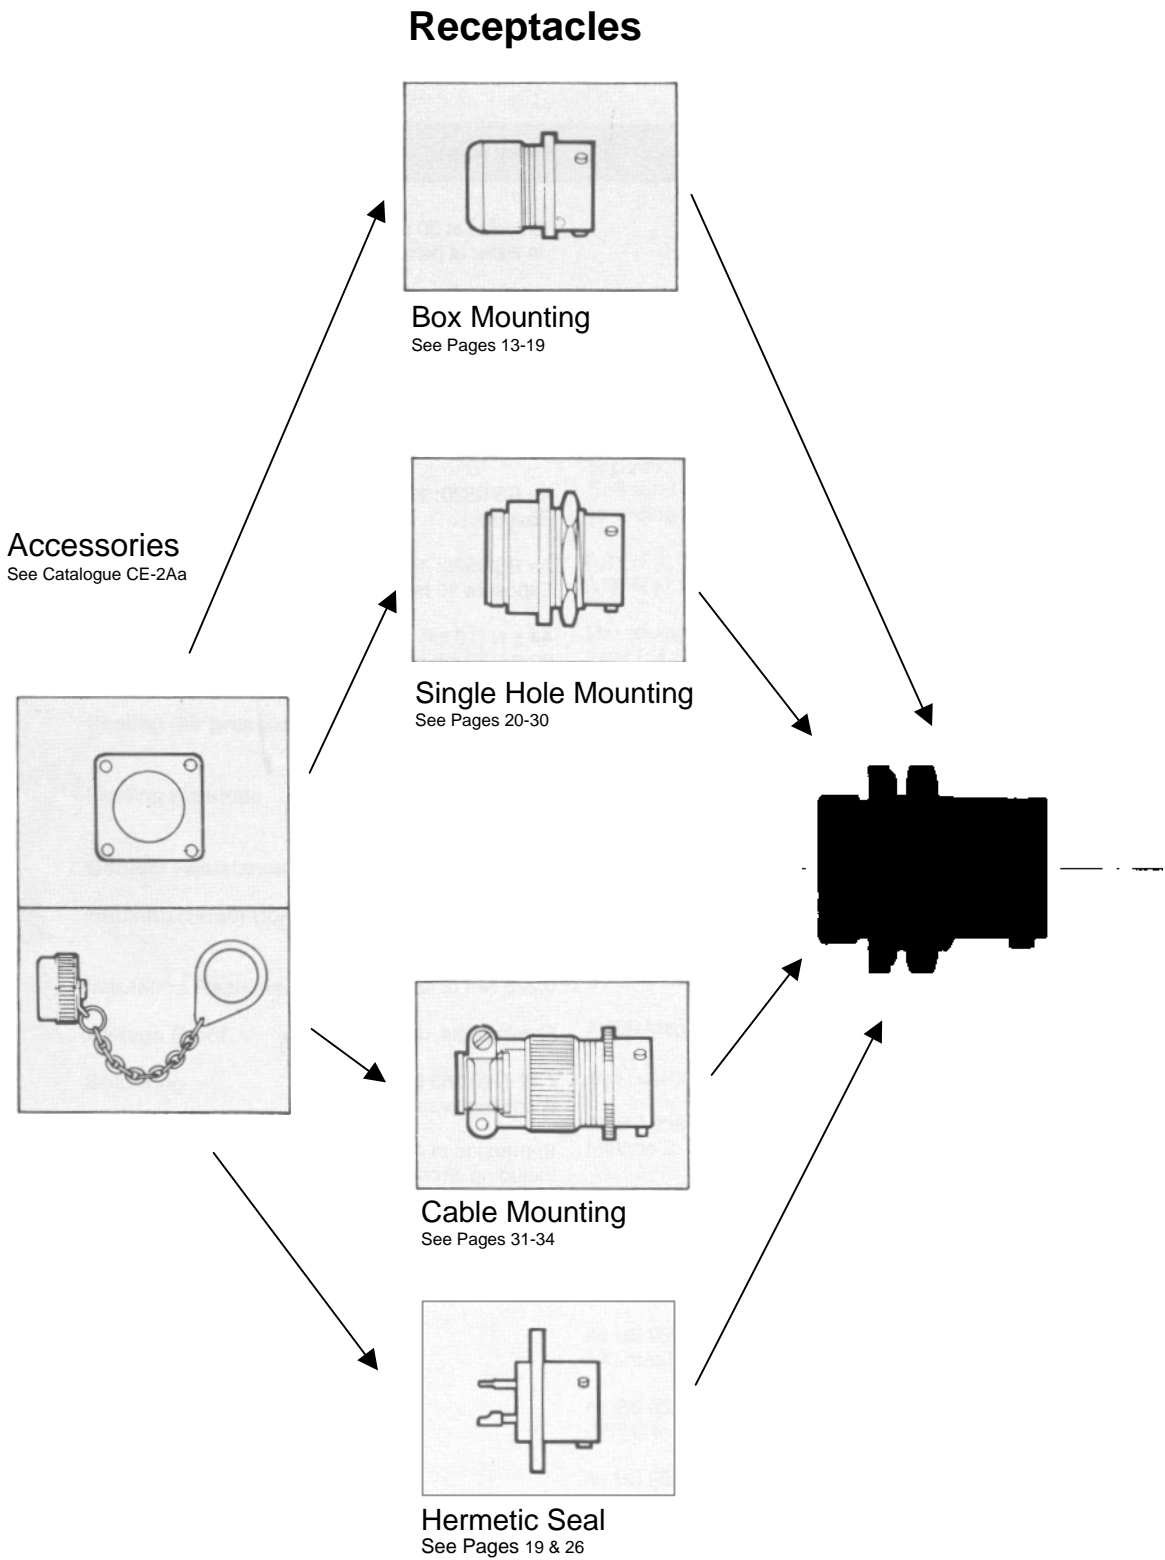 Receptacles
Box Mounting
See Pages 13-19
Accessories
See Catalogue CE-2Aa
Single Hole Mounting
See Pages 20-30
Cable Mounting
See Pages 31-34
Hermetic Seal
See Pages 19 & 26